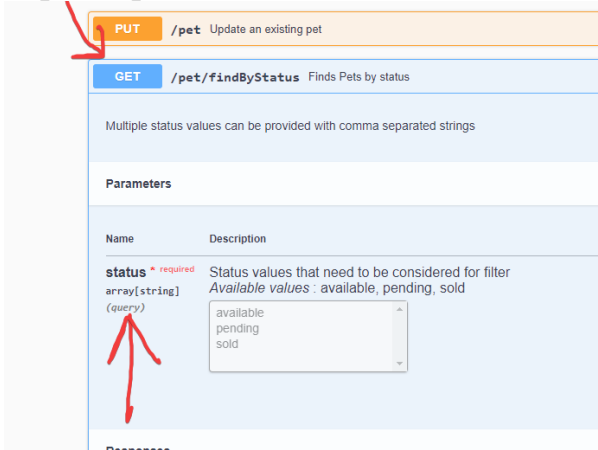 PUT /pet Update an existing pet
GET /pet/findByStatus Finds Pets by status
Multiple status values can be provided with comma separated strings
Parameters
Name Description
status * required Status values that need to be considered for filter
array[string] Available values : available, pending, sold
(query)
available
pending
sold
Responses